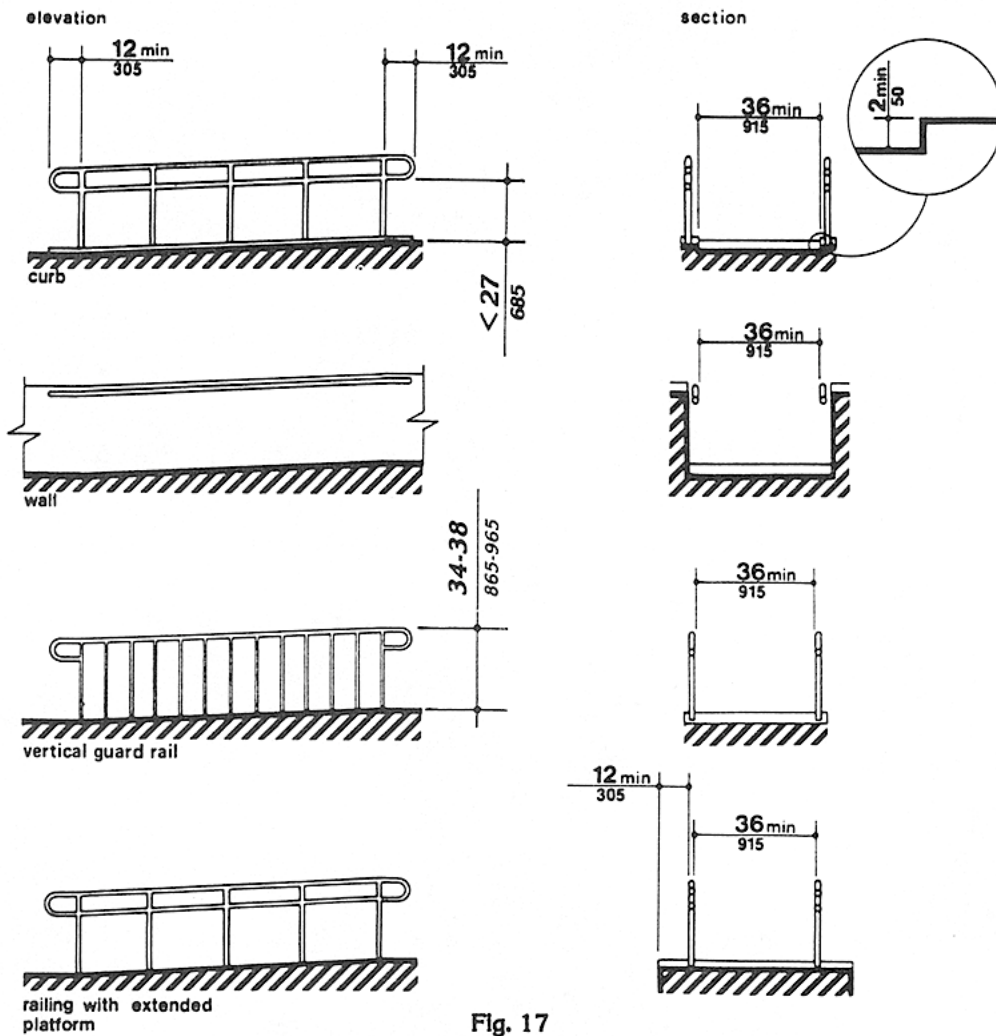 elevation
section
12 min
305
12 min
305
36 min
915
2 min
50
curb
< 27
685
36 min
915
wall
34-38
865-965
36 min
915
vertical guard rail
12 min
305
36 min
915
railing with extended
platform
Fig. 17